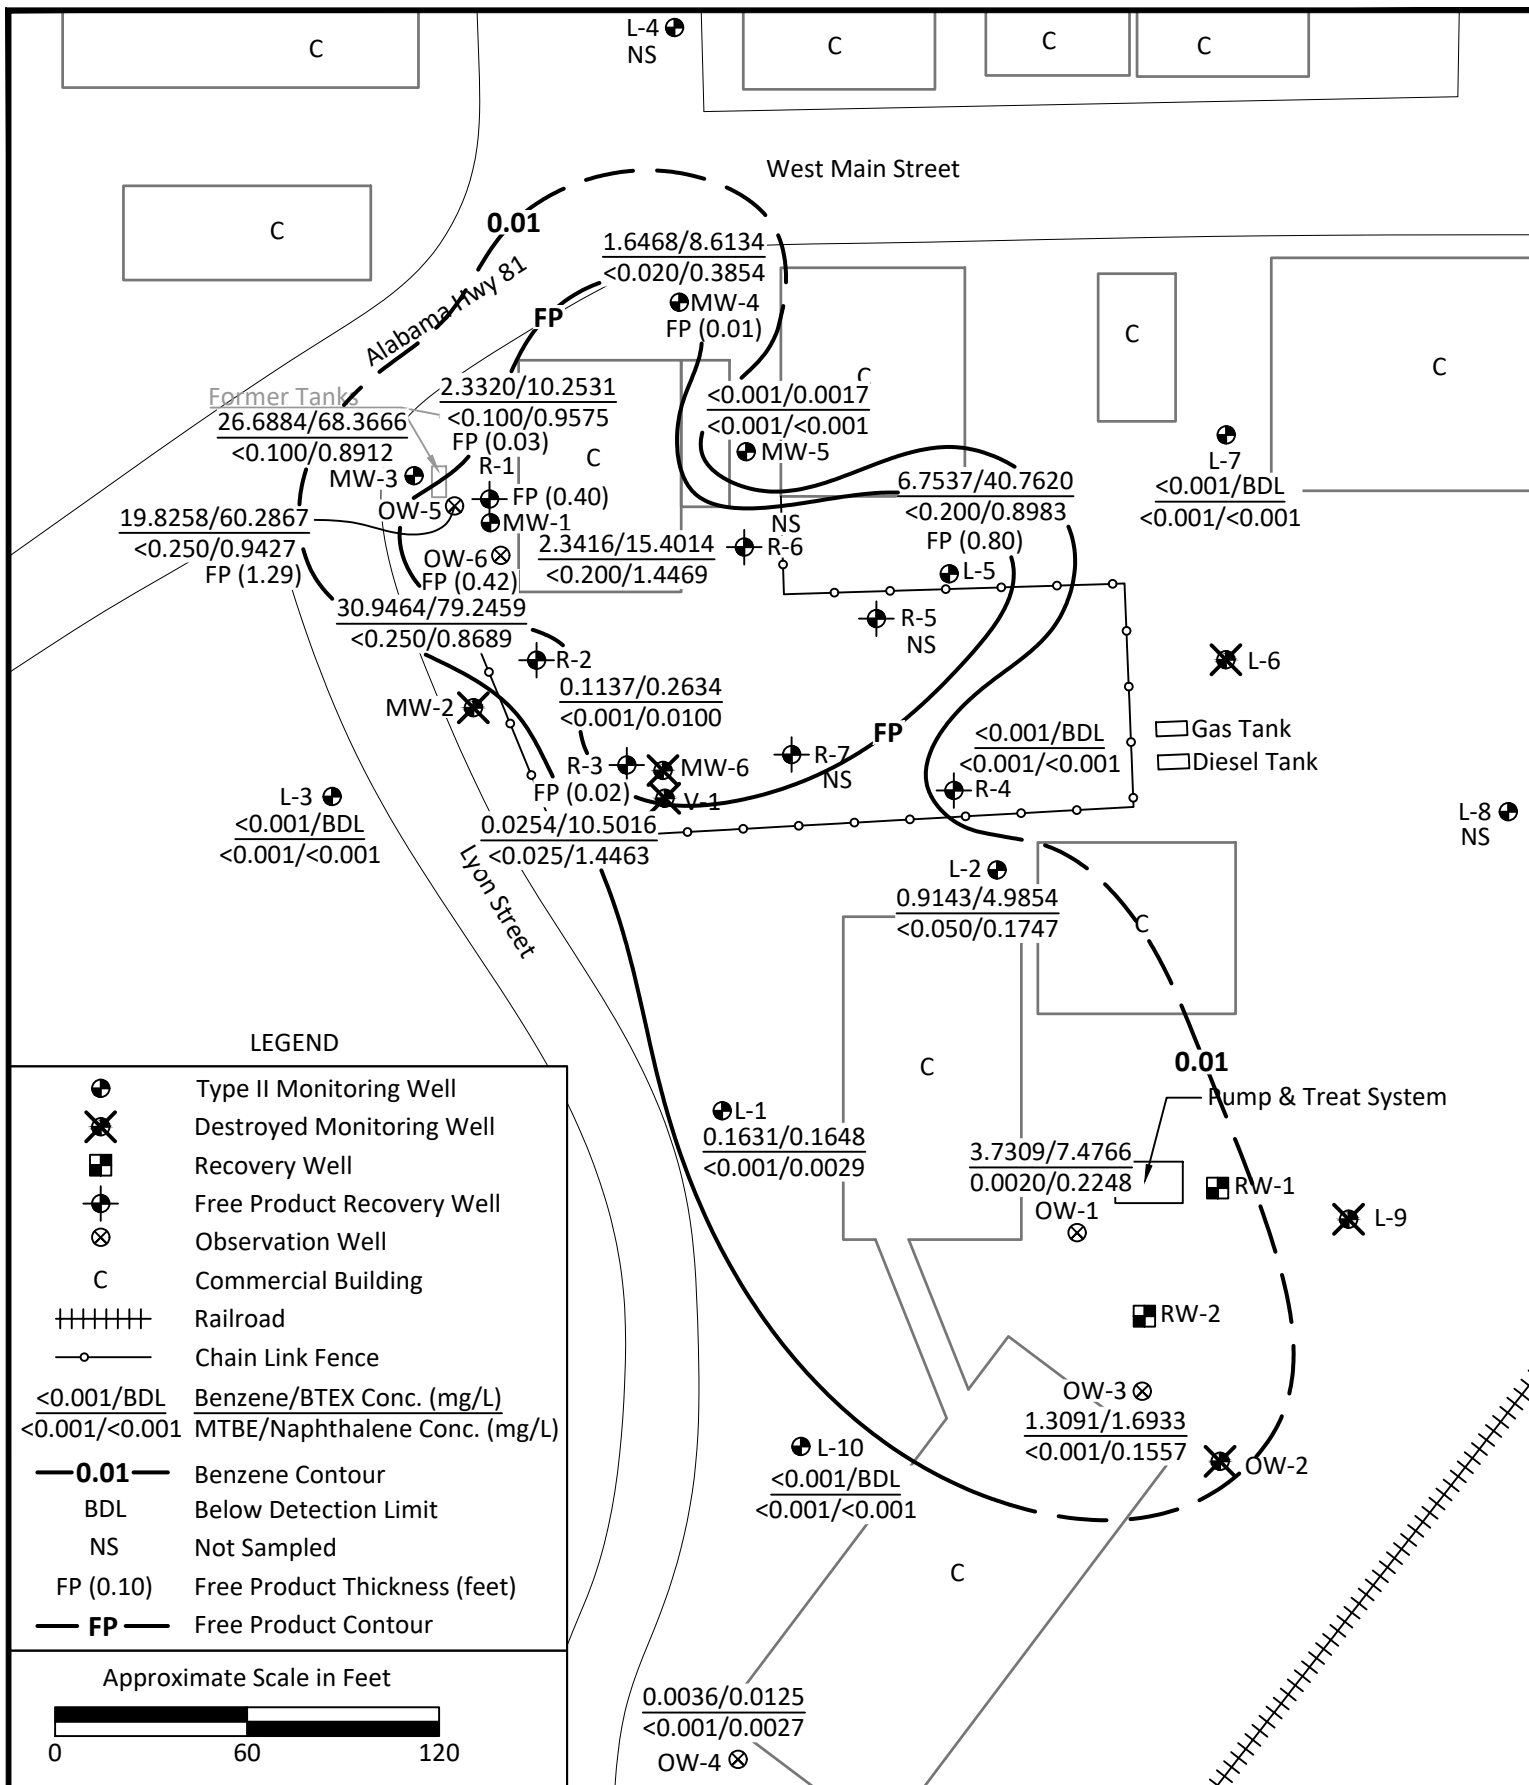 L-4
NS
C
C
C
C
West Main Street
C
0.01
1.6468/8.6134
<0.020/0.3854
MW-4
FP (0.01)
Alabama Hwy 81
FP
C
C
C
Former Tanks
2.3320/10.2531
<0.100/0.9575
FP (0.03)
R-1
26.6884/68.3666
<0.100/0.8912
MW-3
C
<0.001/0.0017
<0.001/<0.001
MW-5
L-7
<0.001/BDL
<0.001/<0.001
OW-5
FP (0.40)
MW-1
19.8258/60.2867
<0.250/0.9427
FP (1.29)
6.7537/40.7620
<0.200/0.8983
FP (0.80)
L-5
NS
R-6
2.3416/15.4014
<0.200/1.4469
OW-6
FP (0.42)
30.9464/79.2459
<0.250/0.8689
R-5
NS
R-2
L-6
0.1137/0.2634
<0.001/0.0100
MW-2
FP
<0.001/BDL
<0.001/<0.001
R-4
Gas Tank
Diesel Tank
R-3
MW-6
R-7
NS
FP (0.02)
V-1
L-3
<0.001/BDL
<0.001/<0.001
0.0254/10.5016
<0.025/1.4463
L-8
NS
Lyon Street
L-2
0.9143/4.9854
<0.050/0.1747
C
C
0.01
Pump & Treat System
L-1
0.1631/0.1648
<0.001/0.0029
3.7309/7.4766
0.0020/0.2248
OW-1
RW-1
L-9
RW-2
OW-3
1.3091/1.6933
<0.001/0.1557
OW-2
L-10
<0.001/BDL
<0.001/<0.001
C
0.0036/0.0125
<0.001/0.0027
OW-4
LEGEND
Type II Monitoring Well
Destroyed Monitoring Well
Recovery Well
Free Product Recovery Well
Observation Well
C Commercial Building
Railroad
Chain Link Fence
<0.001/BDL Benzene/BTEX Conc. (mg/L)
<0.001/<0.001 MTBE/Naphthalene Conc. (mg/L)
0.01 Benzene Contour
BDL Below Detection Limit
NS Not Sampled
FP (0.10) Free Product Thickness (feet)
FP Free Product Contour
Approximate Scale in Feet
0 60 120